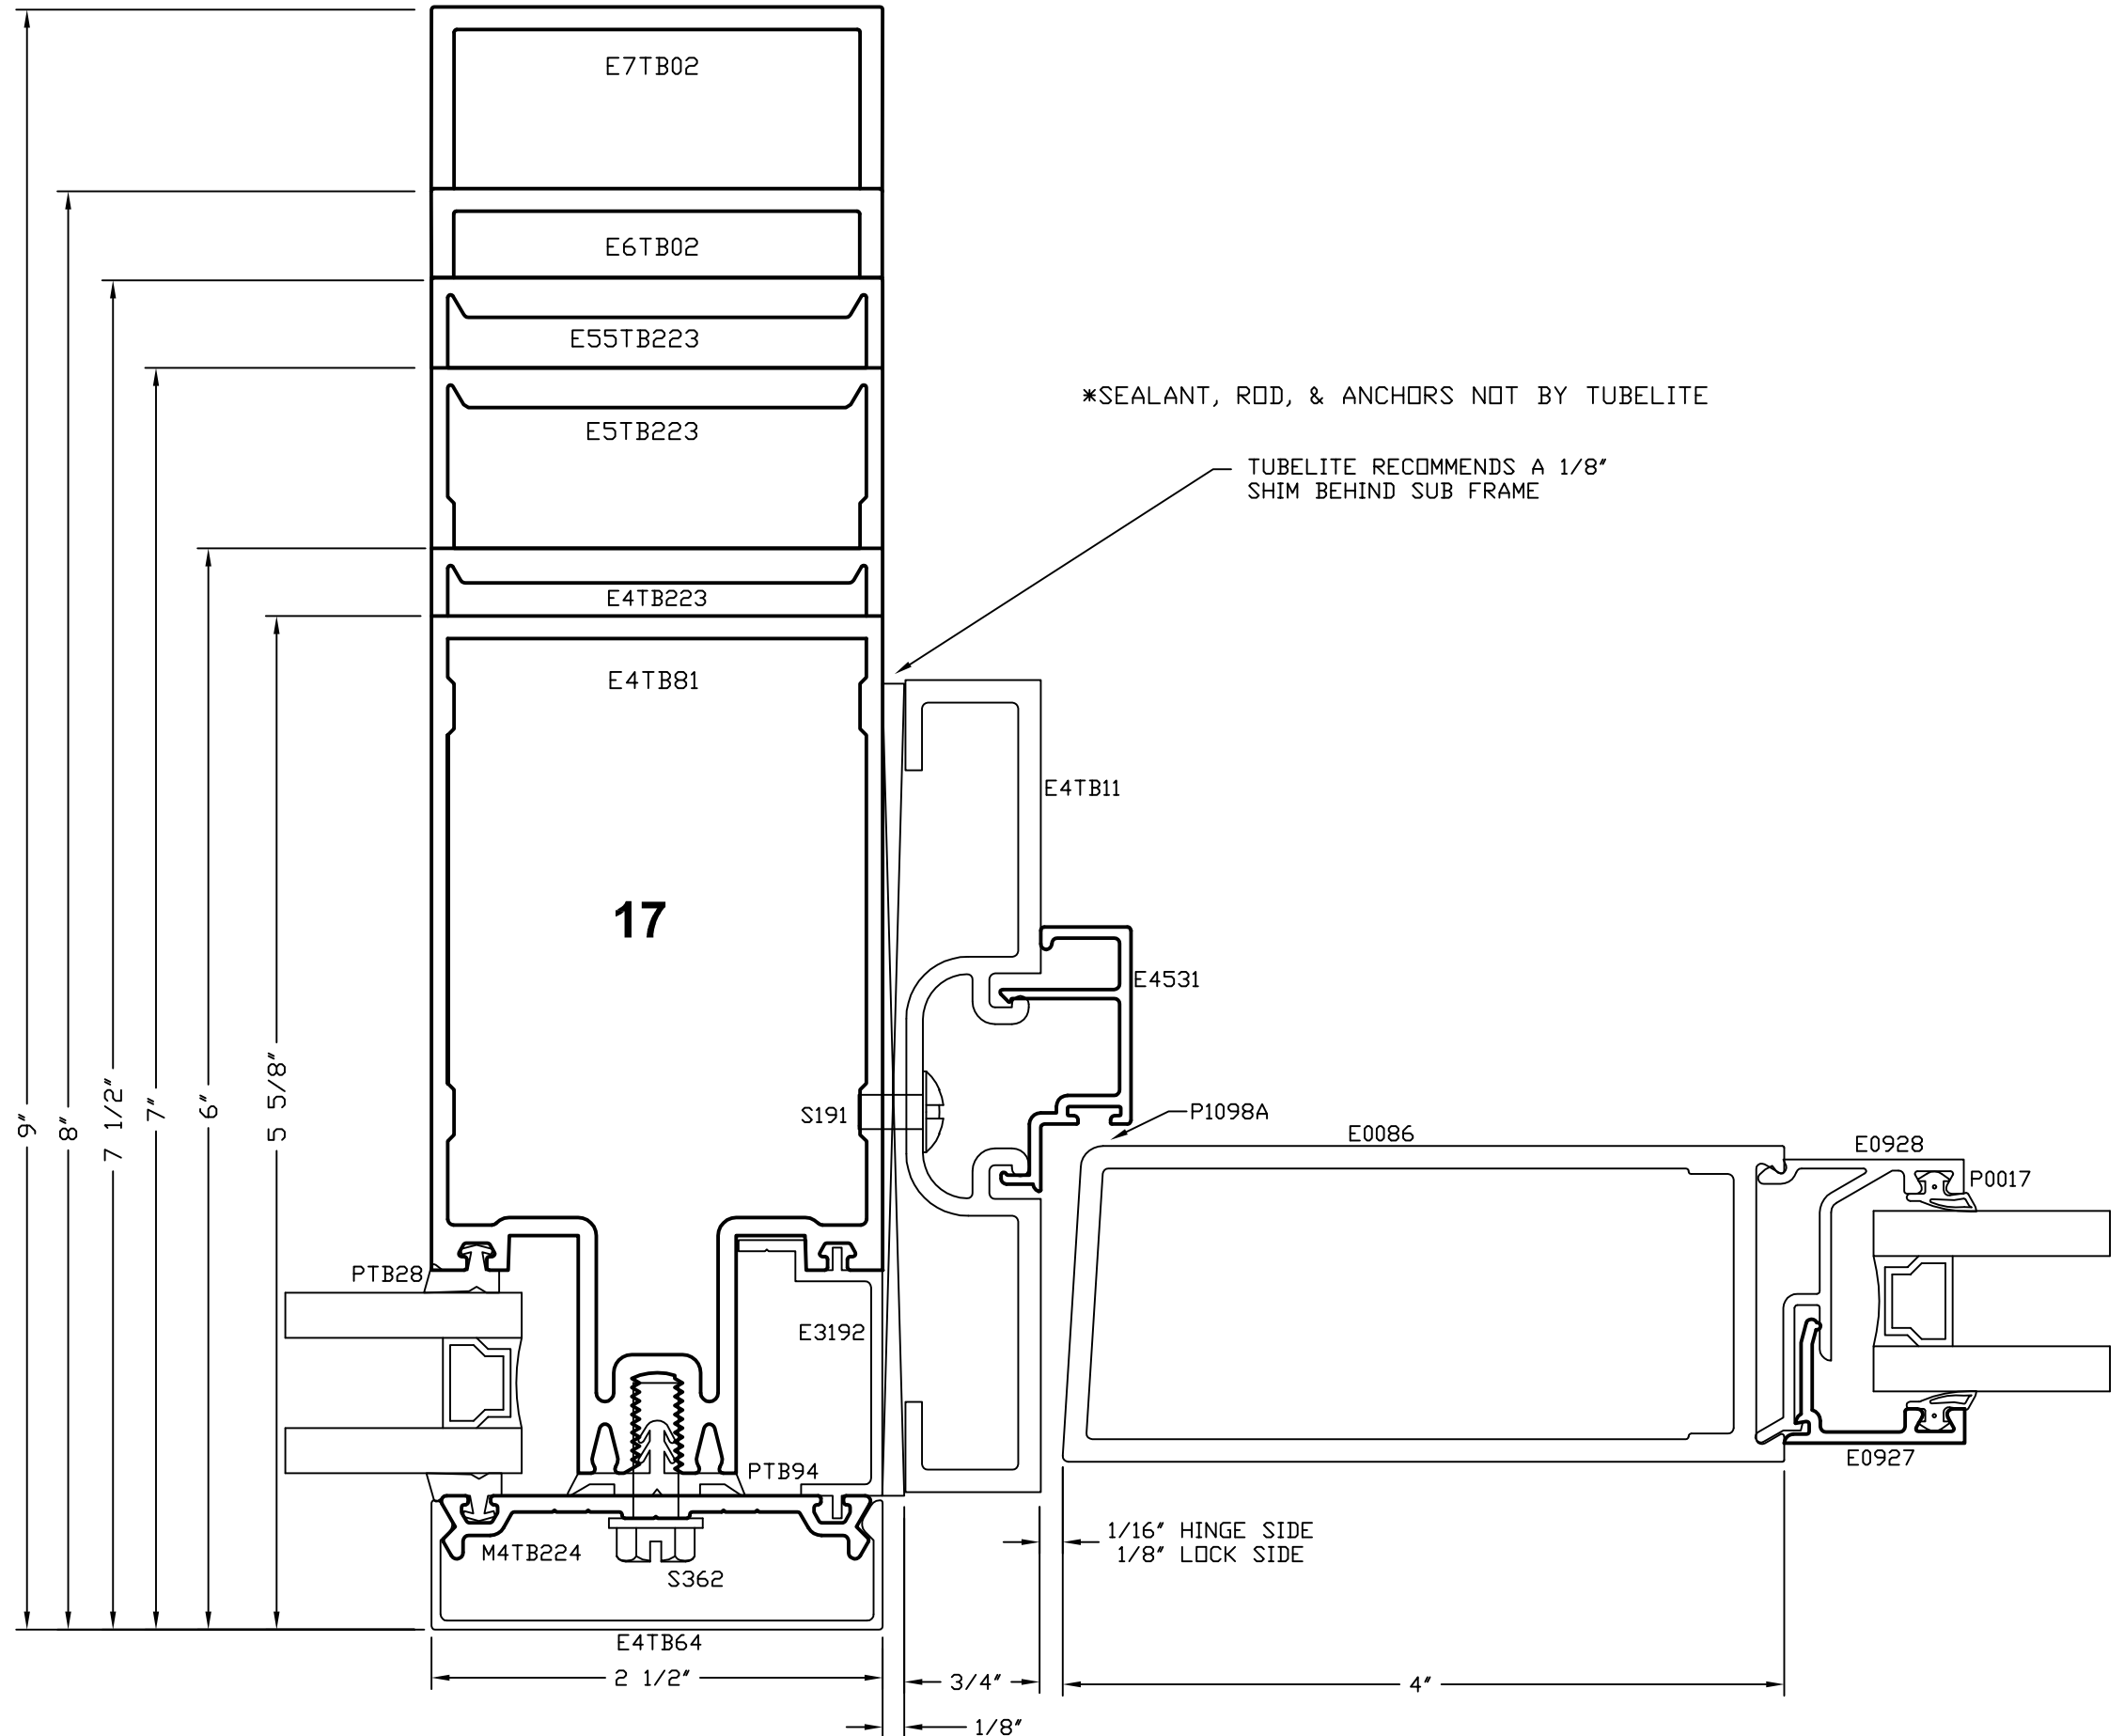 E7TB02
E6TB02
E55TB223
E5TB223
E4TB223
E4TB81
17
*SEALANT, ROD, & ANCHORS NOT BY TUBELITE
TUBELITE RECOMMENDS A 1/8"
SHIM BEHIND SUB FRAME
E4TB11
E4531
P1098A
S191
E0086
E0928
P0017
E0927
PTB28
E3192
PTB94
M4TB224
S362
E4TB64
9"
8"
7 1/2"
7"
6"
5 5/8"
1/16" HINGE SIDE
1/8" LOCK SIDE
2 1/2"
3/4"
4"
1/8"